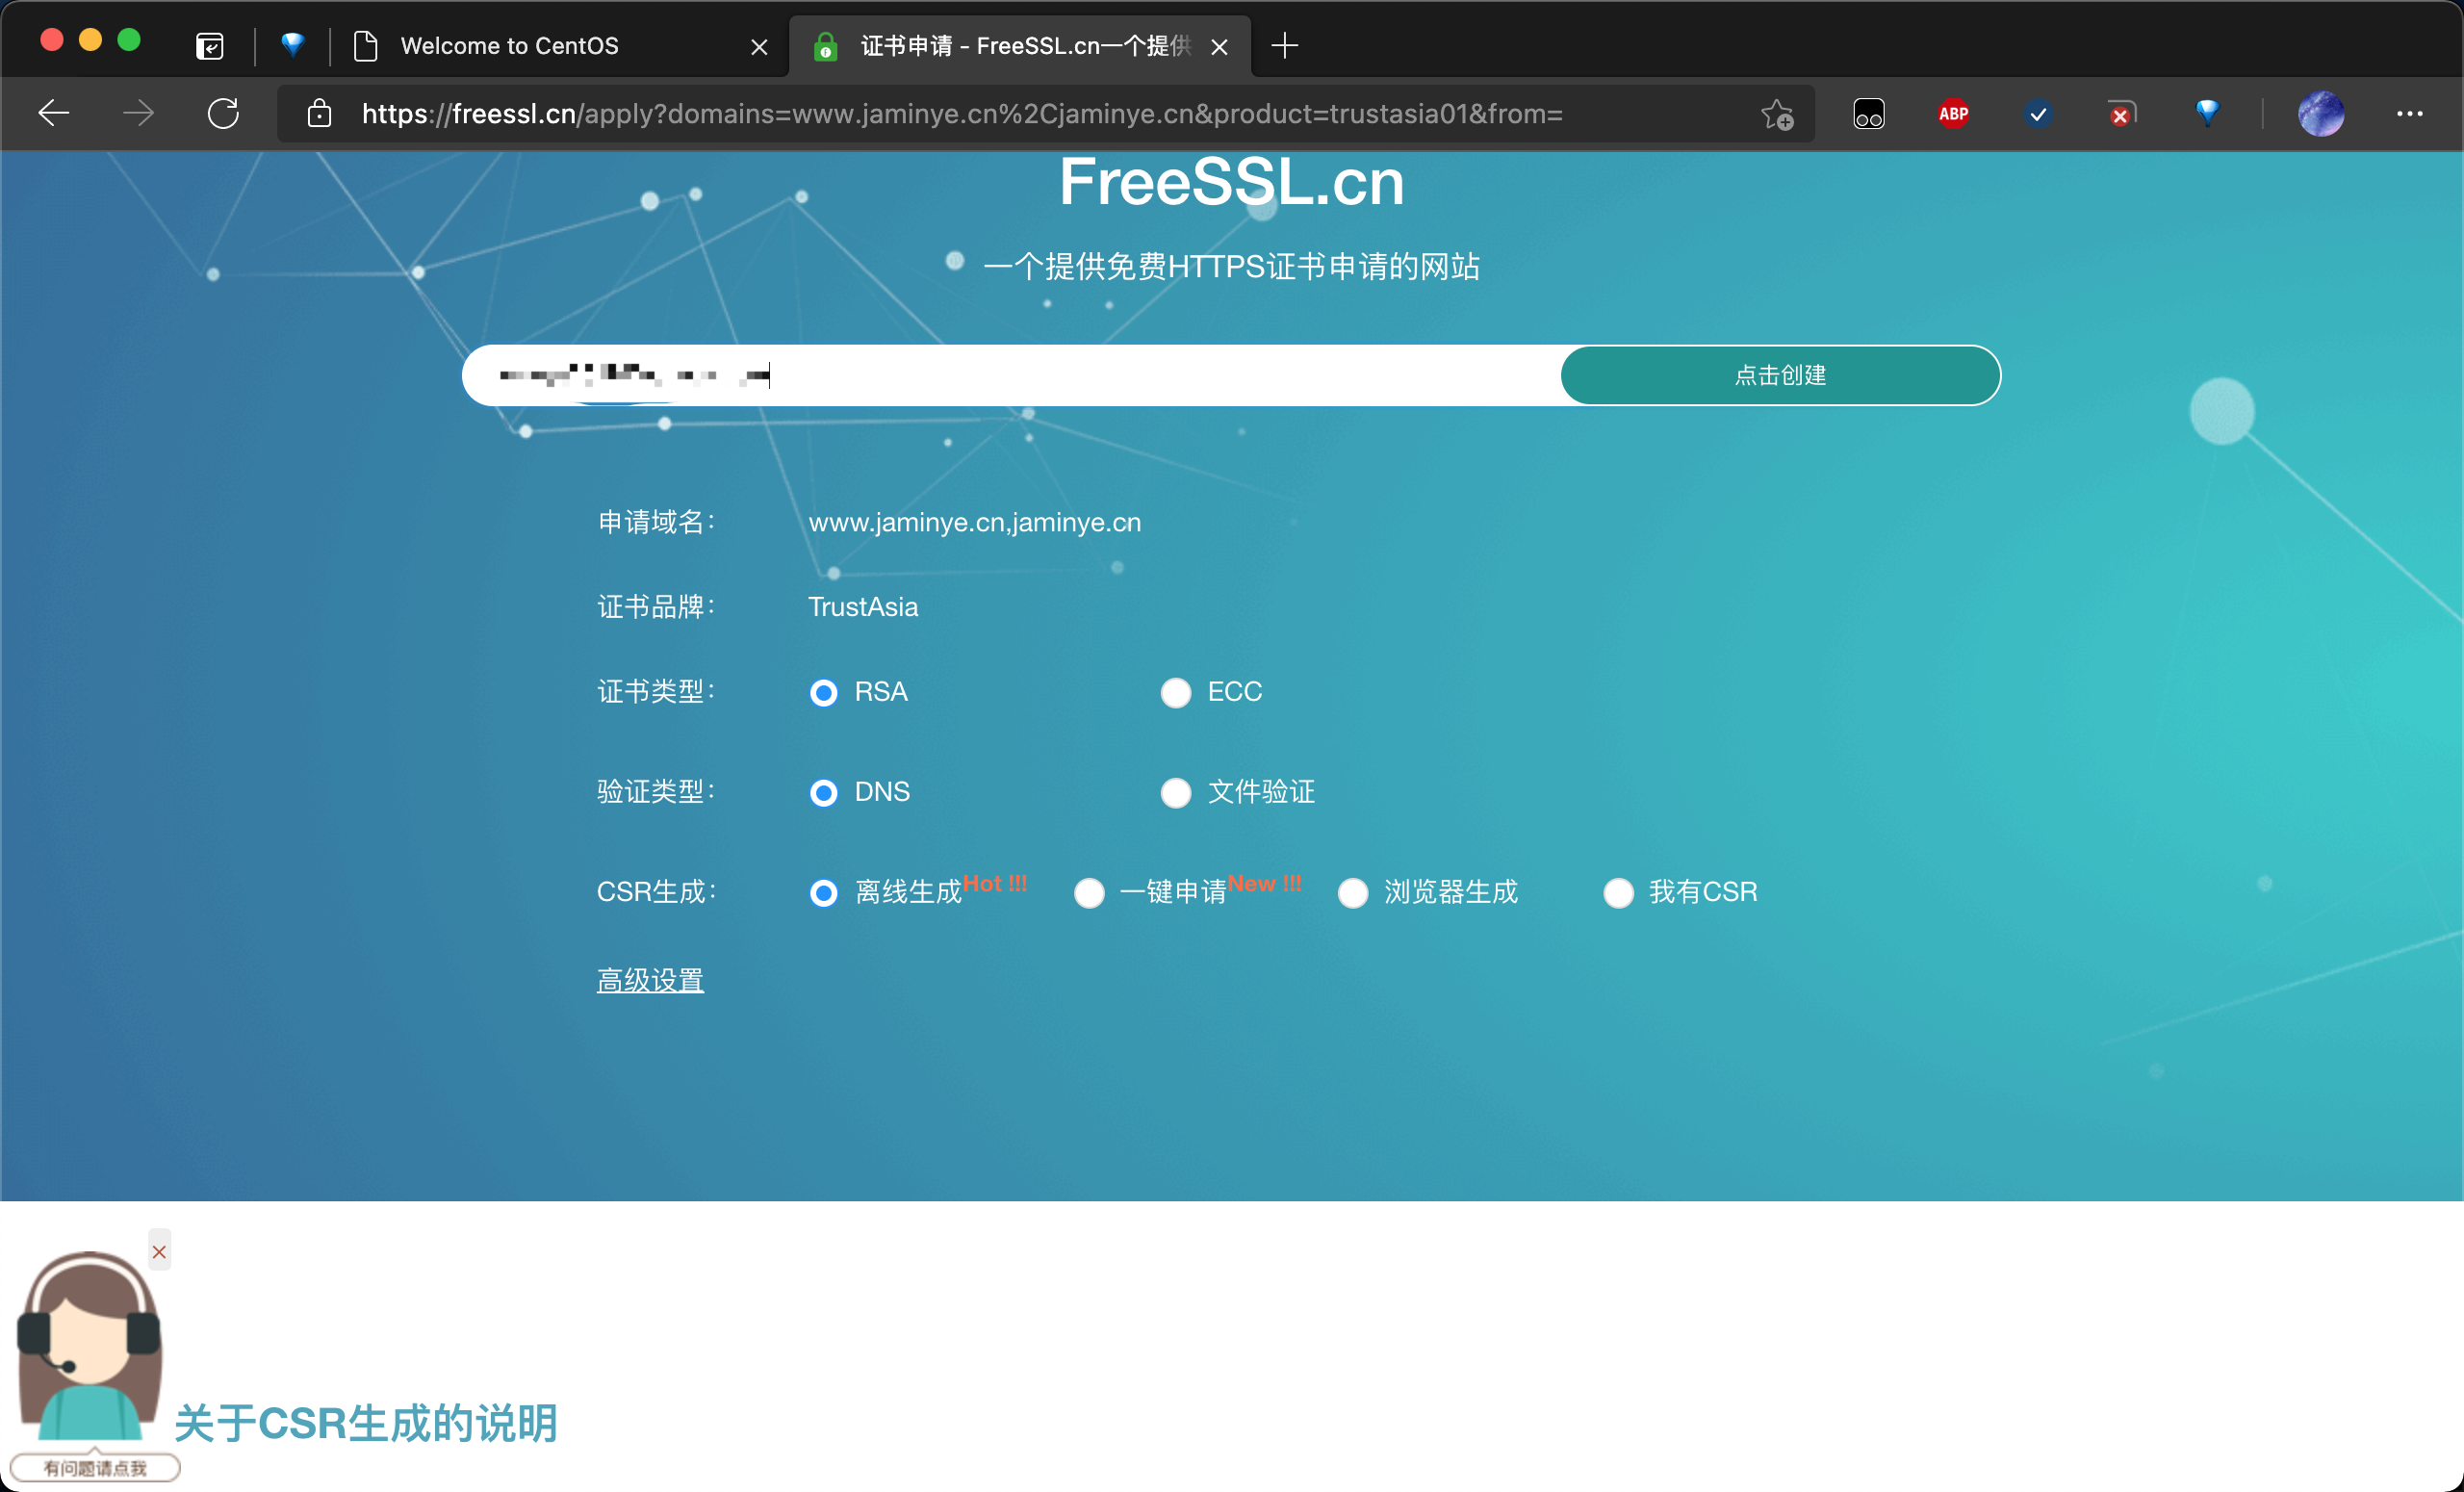 Welcome to CentOS
证书申请 - FreeSSL.cn一个提供
https://freessl.cn/apply?domains=www.jaminye.cn%2Cjaminye.cn&product=trustasia01&from=
ABP
FreeSSL.cn
一个提供免费HTTPS证书申请的网站
点击创建
申请域名： www.jaminye.cn,jaminye.cn
证书品牌： TrustAsia
证书类型： RSA ECC
验证类型： DNS 文件验证
CSR生成： 离线生成Hot !!! 一键申请New !!! 浏览器生成 我有CSR
高级设置
关于CSR生成的说明
有问题请点我